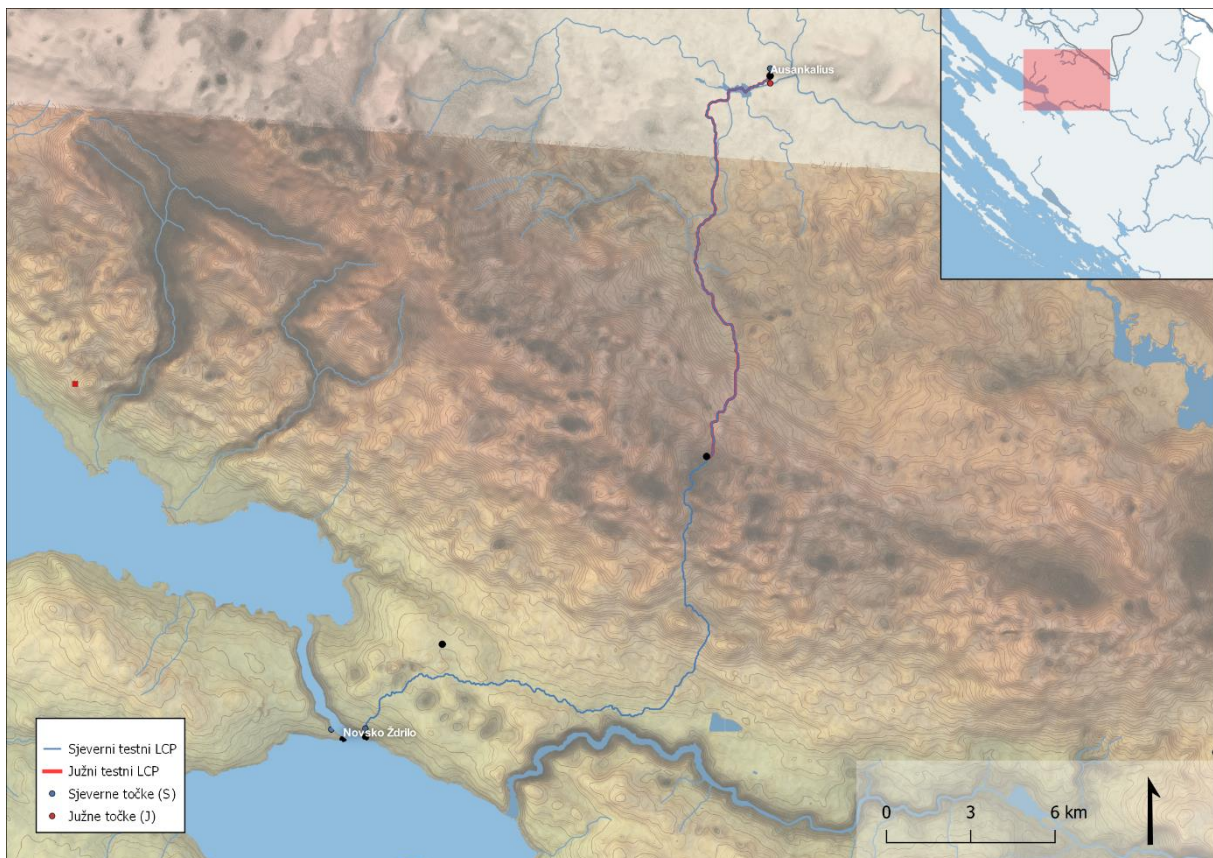 Ausankalius
Novsko Ždrilo
Sjeverni testni LCP
Južni testni LCP
Sjeverne točke (S)
Južne točke (J)
0 3 6 km